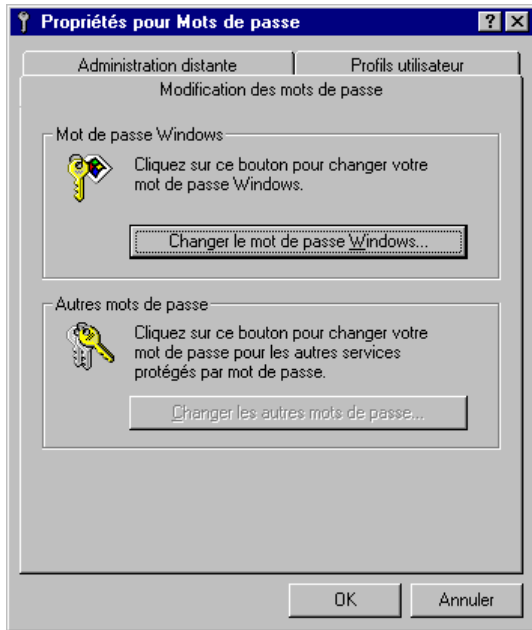 Propriétés pour Mots de passe
Administration distante
Profils utilisateur
Modification des mots de passe
Mot de passe Windows
Cliquez sur ce bouton pour changer votre
mot de passe Windows.
Changer le mot de passe Windows...
Autres mots de passe
Cliquez sur ce bouton pour changer votre
mot de passe pour les autres services
protégés par mot de passe.
Changer les autres mots de passe...
OK
Annuler